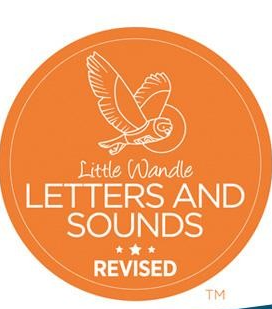 Little Wandle
LETTERS AND
SOUNDS
REVISED
TM